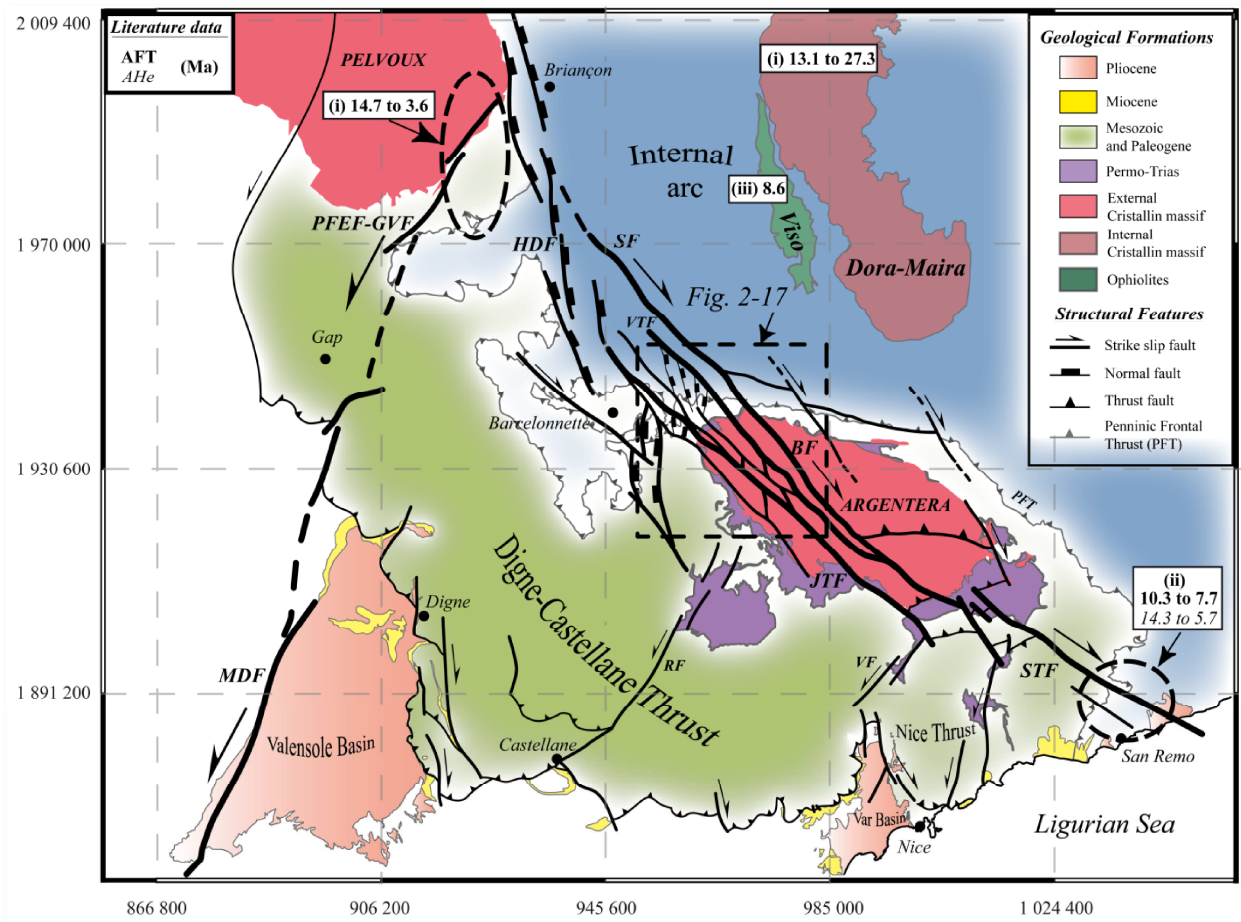 2 009 400
1 970 000
1 930 600
1 891 200
Literature data
AFT
AHe
(Ma)
PELVOUX
(i) 14.7 to 3.6
Briançon
(i) 13.1 to 27.3
Internal
arc
(iii) 8.6
Viso
Dora-Maira
PFEF-GVF
HDF
SF
Fig. 2-17
VTF
Gap
Barcelonnette
BF
ARGENTERA
PFT
JTF
Digne-Castellane Thrust
Digne
RF
VF
STF
(ii)
10.3 to 7.7
14.3 to 5.7
MDF
Valensole Basin
Castellane
Nice Thrust
San Remo
Var Basin
Nice
Ligurian Sea
Geological Formations
Pliocene
Miocene
Mesozoic
and Paleogene
Permo-Trias
External
Cristallin massif
Internal
Cristallin massif
Ophiolites
Structural Features
Strike slip fault
Normal fault
Thrust fault
Penninic Frontal
Thrust (PFT)
866 800
906 200
945 600
985 000
1 024 400